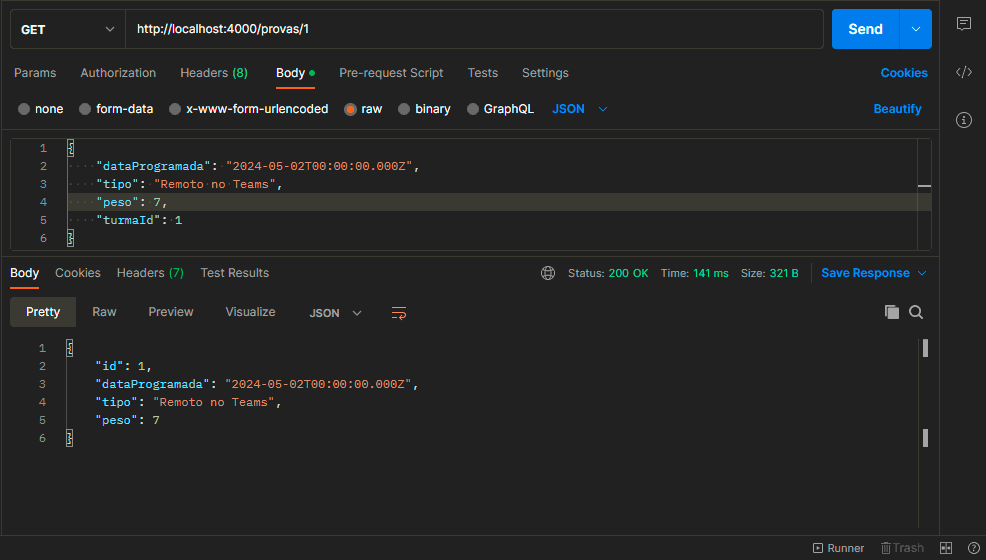 GET http://localhost:4000/provas/1 Send
Params Authorization Headers (8) Body Pre-request Script Tests Settings Cookies
none form-data x-www-form-urlencoded raw binary GraphQL JSON Beautify
1 {
2 "dataProgramada": "2024-05-02T00:00:00.000Z",
3 "tipo": "Remoto no Teams",
4 "peso": 7,
5 "turmaId": 1
6 }
Body Cookies Headers (7) Test Results Status: 200 OK Time: 141 ms Size: 321 B Save Response
Pretty Raw Preview Visualize JSON
1 {
2 "id": 1,
3 "dataProgramada": "2024-05-02T00:00:00.000Z",
4 "tipo": "Remoto no Teams",
5 "peso": 7
6 }
Runner Trash